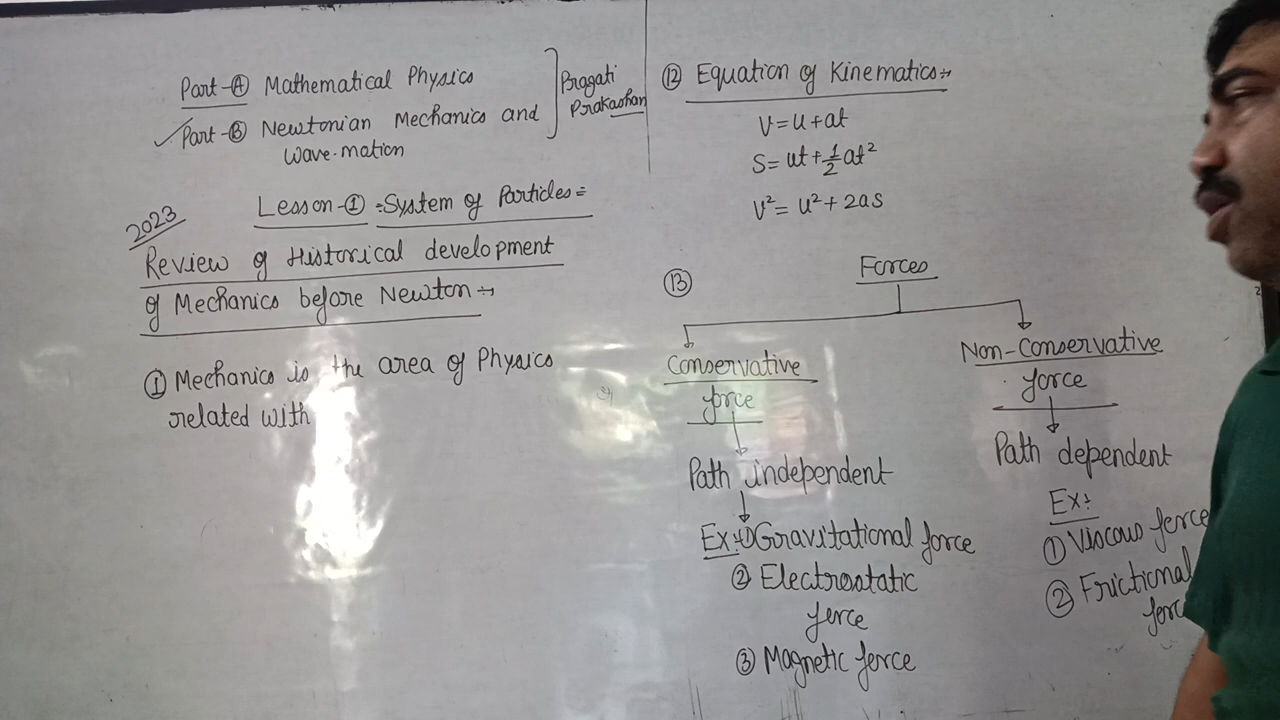 Part-Ⓐ Mathematical Physics
Part-Ⓑ Newtonian Mechanics and
wave-mation
Pragati
Prakashan
2023
Lesson-① :System of Particles:
Review of Historical development
of Mechanics before Newton:→
① Mechanics is the area of Physics
related with
⑫ Equation of Kinematics:→
V=u+at
S=ut+½at²
V²=u²+2as
⑬ Forces
Conservative
force
Path independent
Ex:→① Gravitational force
② Electrostatic
force
③ Magnetic force
Non-Conservative
force
Path dependent
Ex:
① Viscous force
② Frictional
force